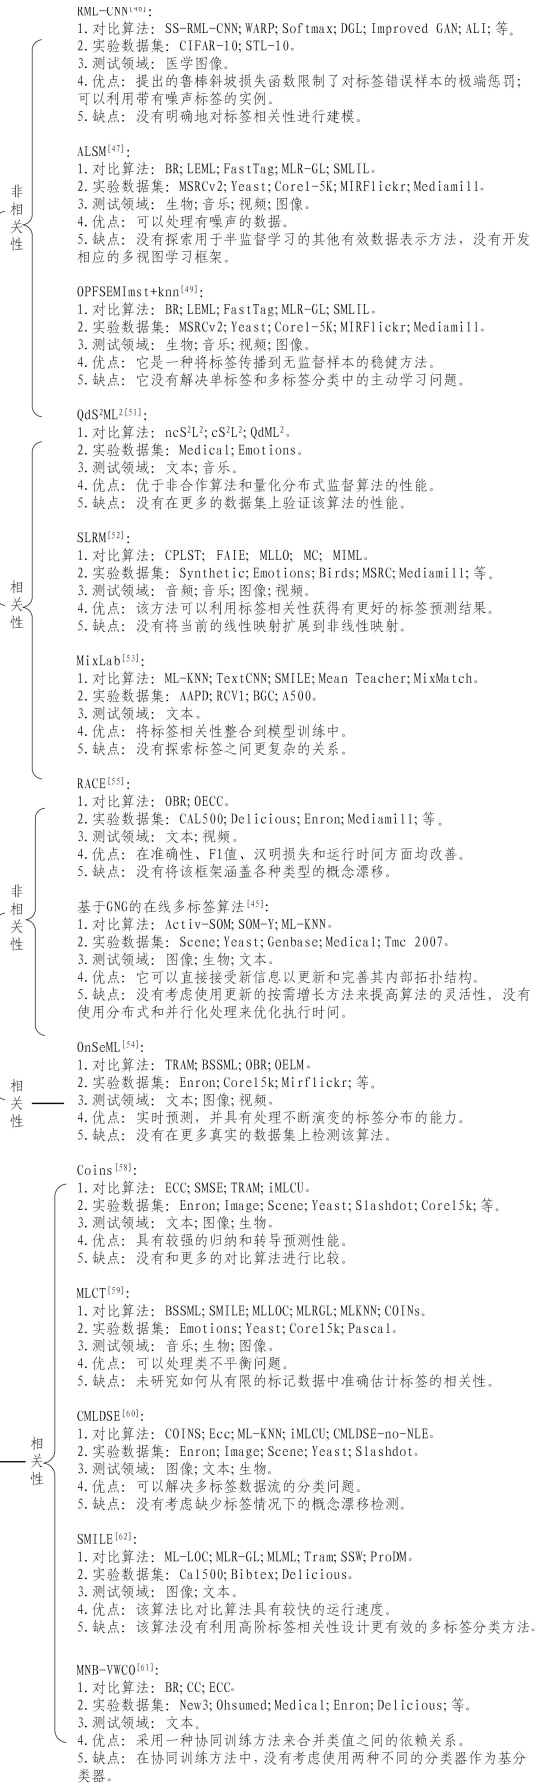 RML-CNN[46]:
1.对比算法: SS-RML-CNN;WARP;Softmax;DGL;Improved GAN;ALI;等。
2.实验数据集: CIFAR-10;STL-10。
3.测试领域: 医学图像。
4.优点: 提出的鲁棒斜坡损失函数限制了对标签错误样本的极端惩罚;
可以利用带有噪声标签的实例。
5.缺点: 没有明确地对标签相关性进行建模。
非相关性
ALSM[47]:
1.对比算法: BR;LEML;FastTag;MLR-GL;SMLIL。
2.实验数据集: MSRCv2;Yeast;Corel-5K;MIRFlickr;Mediamill。
3.测试领域: 生物;音乐;视频;图像。
4.优点: 可以处理有噪声的数据。
5.缺点: 没有探索用于半监督学习的其他有效数据表示方法, 没有开发
相应的多视图学习框架。
OPFSEMImst+knn[49]:
1.对比算法: BR;LEML;FastTag;MLR-GL;SMLIL。
2.实验数据集: MSRCv2;Yeast;Corel-5K;MIRFlickr;Mediamill。
3.测试领域: 生物;音乐;视频;图像。
4.优点: 它是一种将标签传播到无监督样本的稳健方法。
5.缺点: 它没有解决单标签和多标签分类中的主动学习问题。
QdS²ML²[51]:
1.对比算法: ncS²L²;cS²L²;QdML²。
2.实验数据集: Medical;Emotions。
3.测试领域: 文本;音乐。
4.优点: 优于非合作算法和量化分布式监督算法的性能。
5.缺点: 没有在更多的数据集上验证该算法的性能。
相关性
SLRM[52]:
1.对比算法: CPLST; FAIE; MLLO; MC; MIML。
2.实验数据集: Synthetic;Emotions;Birds;MSRC;Mediamill;等。
3.测试领域: 音频;音乐;图像;视频。
4.优点: 该方法可以利用标签相关性获得有更好的标签预测结果。
5.缺点: 没有将当前的线性映射扩展到非线性映射。
MixLab[53]:
1.对比算法: ML-KNN;TextCNN;SMILE;Mean Teacher;MixMatch。
2.实验数据集: AAPD;RCV1;BGC;A500。
3.测试领域: 文本。
4.优点: 将标签相关性整合到模型训练中。
5.缺点: 没有探索标签之间更复杂的关系。
RACE[55]:
1.对比算法: OBR;OECC。
2.实验数据集: CAL500;Delicious;Enron;Mediamill;等。
3.测试领域: 文本;视频。
4.优点: 在准确性、F1值、汉明损失和运行时间方面均改善。
5.缺点: 没有将该框架涵盖各种类型的概念漂移。
非相关性
基于GNG的在线多标签算法[45]:
1.对比算法: Activ-SOM;SOM-Y;ML-KNN。
2.实验数据集: Scene;Yeast;Genbase;Medical;Tmc 2007。
3.测试领域: 图像;生物;文本。
4.优点: 它可以直接接受新信息以更新和完善其内部拓扑结构。
5.缺点: 没有考虑使用更新的按需增长方法来提高算法的灵活性, 没有
使用分布式和并行化处理来优化执行时间。
OnSeML[54]:
1.对比算法: TRAM;BSSML;OBR;OELM。
2.实验数据集: Enron;Corel5k;Mirflickr;等。
3.测试领域: 文本;图像;视频。
4.优点: 实时预测, 并具有处理不断演变的标签分布的能力。
5.缺点: 没有在更多真实的数据集上检测该算法。
相关性
Coins[58]:
1.对比算法: ECC;SMSE;TRAM;iMLCU。
2.实验数据集: Enron;Image;Scene;Yeast;Slashdot;Corel5k;等。
3.测试领域: 文本;图像;生物。
4.优点: 具有较强的归纳和转导预测性能。
5.缺点: 没有和更多的对比算法进行比较。
MLCT[59]:
1.对比算法: BSSML;SMILE;MLLOC;MLRGL;MLKNN;COINs。
2.实验数据集: Emotions;Yeast;Corel5k;Pascal。
3.测试领域: 音乐;生物;图像。
4.优点: 可以处理类不平衡问题。
5.缺点: 未研究如何从有限的标记数据中准确估计标签的相关性。
CMLDSE[60]:
1.对比算法: COINS;Ecc;ML-KNN;iMLCU;CMLDSE-no-NLE。
2.实验数据集: Enron;Image;Scene;Yeast;Slashdot。
3.测试领域: 图像;文本;生物。
4.优点: 可以解决多标签数据流的分类问题。
5.缺点: 没有考虑缺少标签情况下的概念漂移检测。
相关性
SMILE[62]:
1.对比算法: ML-LOC;MLR-GL;MLML;Tram;SSW;ProDM。
2.实验数据集: Cal500;Bibtex;Delicious。
3.测试领域: 图像;文本。
4.优点: 该算法比对比算法具有较快的运行速度。
5.缺点: 该算法没有利用高阶标签相关性设计更有效的多标签分类方法。
MNB-VWCO[61]:
1.对比算法: BR;CC;ECC。
2.实验数据集: New3;Ohsumed;Medical;Enron;Delicious;等。
3.测试领域: 文本。
4.优点: 采用一种协同训练方法来合并类值之间的依赖关系。
5.缺点: 在协同训练方法中,没有考虑使用两种不同的分类器作为基分
类器。